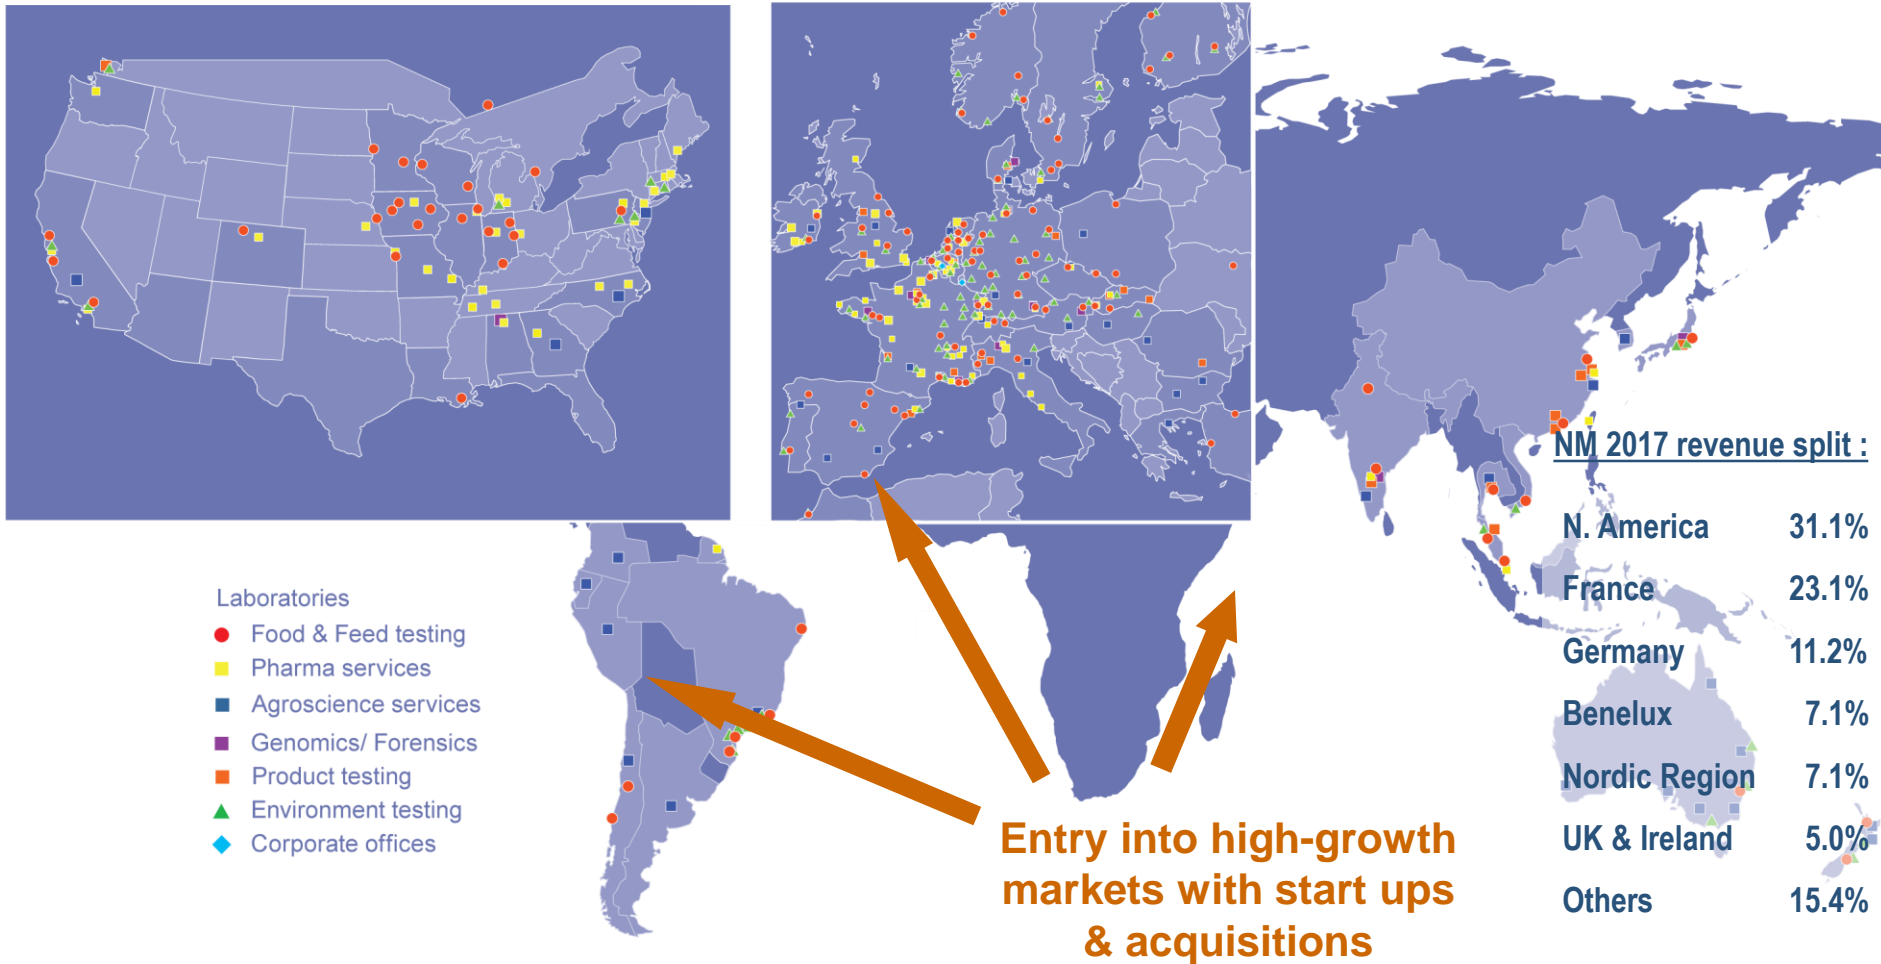 Laboratories
Food & Feed testing
Pharma services
Agroscience services
Genomics/ Forensics
Product testing
Environment testing
Corporate offices
Entry into high-growth
markets with start ups
& acquisitions
NM 2017 revenue split :
N. America 31.1%
France 23.1%
Germany 11.2%
Benelux 7.1%
Nordic Region 7.1%
UK & Ireland 5.0%
Others 15.4%